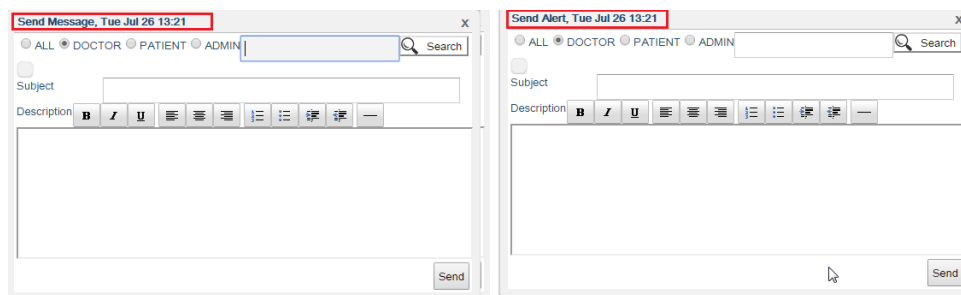 Send Message, Tue Jul 26 13:21 X
ALL DOCTOR PATIENT ADMIN Search
Subject
Description B I U
Send
Send Alert, Tue Jul 26 13:21 X
ALL DOCTOR PATIENT ADMIN Search
Subject
Description B I U
Send